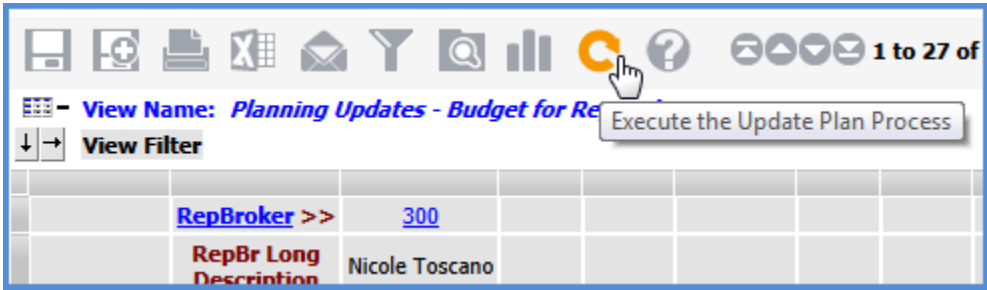 1 to 27 of
View Name: Planning Updates - Budget for Re
Execute the Update Plan Process
View Filter
RepBroker >> 300
RepBr Long
Description Nicole Toscano